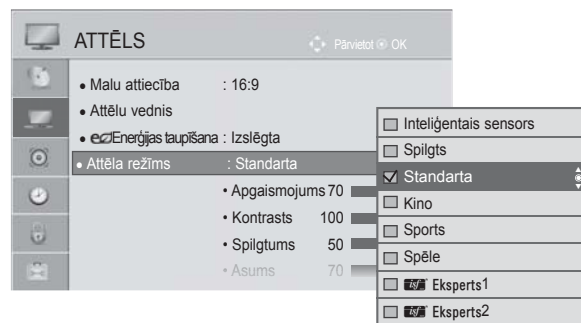 ATTĒLS
Pārvietot OK
• Malu attiecība : 16:9
• Attēlu vednis
• eco Enerģijas taupīšana : Izslēgta
• Attēla režīms : Standarta
• Apgaismojums 70
• Kontrasts 100
• Spilgtums 50
• Asums 70
Inteliģentais sensors
Spilgts
Standarta
Kino
Sports
Spēle
isf Eksperts1
isf Eksperts2